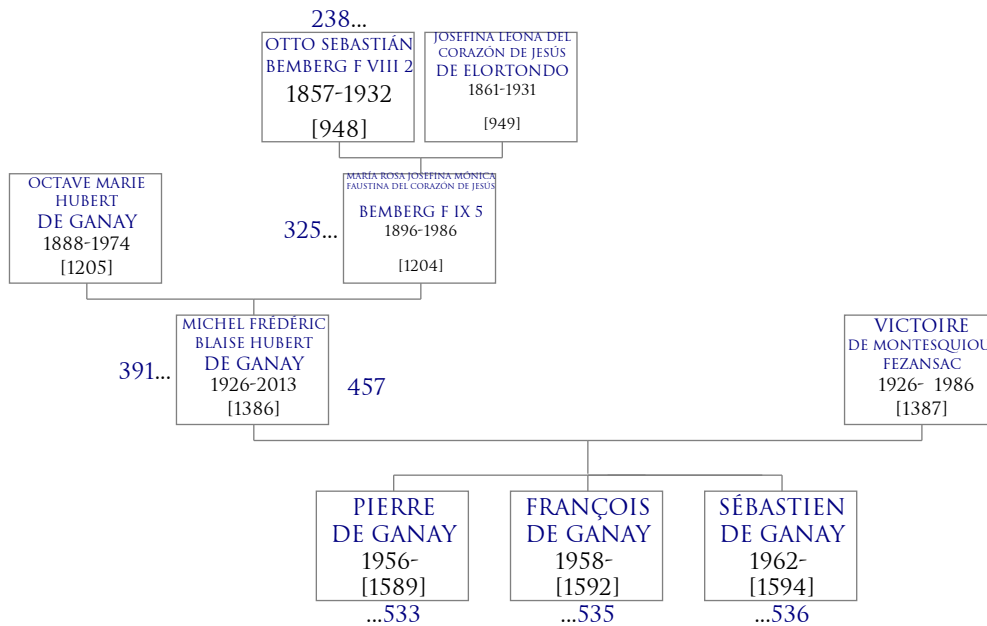 238...
OTTO SEBASTIÁN
BEMBERG F VIII 2
1857-1932
[948]
JOSEFINA LEONA DEL
CORAZÓN DE JESÚS
DE ELORTONDO
1861-1931
[949]
OCTAVE MARIE
HUBERT
DE GANAY
1888-1974
[1205]
325...
MARÍA ROSA JOSEFINA MÓNICA
FAUSTINA DEL CORAZÓN DE JESÚS
BEMBERG F IX 5
1896-1986
[1204]
391...
MICHEL FRÉDÉRIC
BLAISE HUBERT
DE GANAY
1926-2013
[1386]
457
VICTOIRE
DE MONTESQUIOU
FEZANSAC
1926- 1986
[1387]
PIERRE
DE GANAY
1956-
[1589]
...533
FRANÇOIS
DE GANAY
1958-
[1592]
...535
SÉBASTIEN
DE GANAY
1962-
[1594]
...536